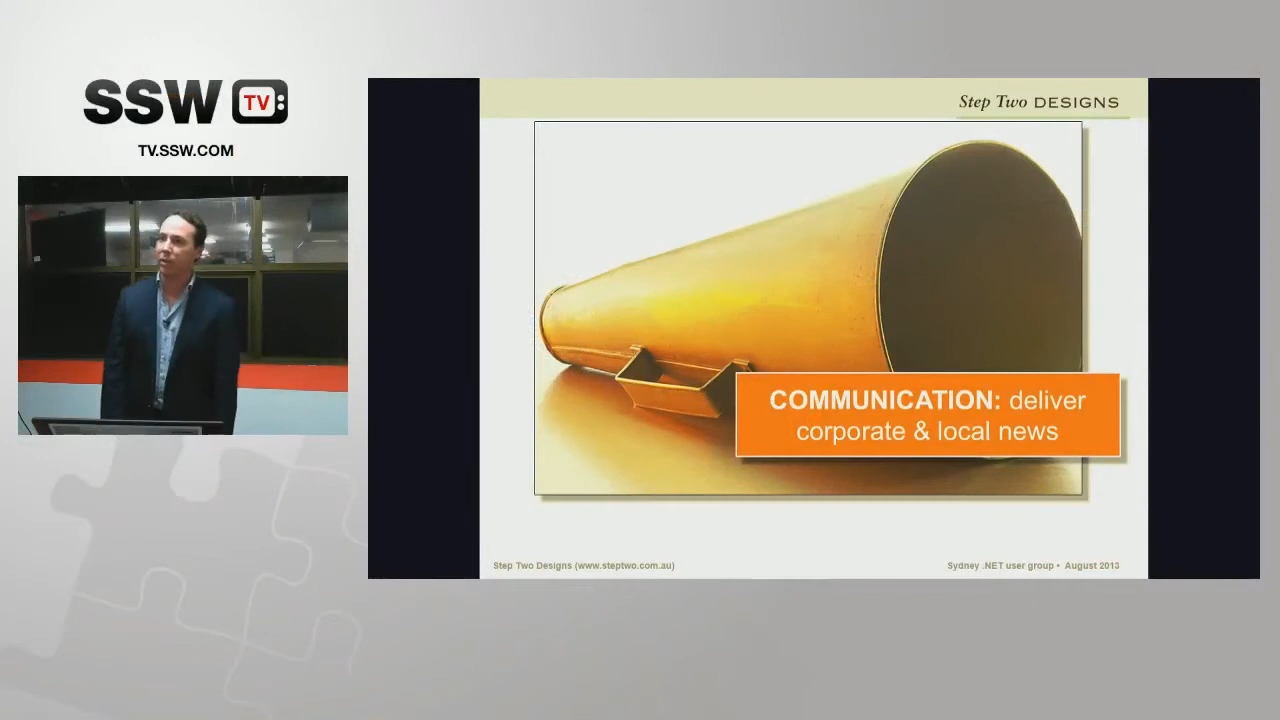 SSW TV
TV.SSW.COM
Step Two DESIGNS
COMMUNICATION: deliver
corporate & local news
Step Two Designs (www.steptwo.com.au)
Sydney .NET user group • August 2013